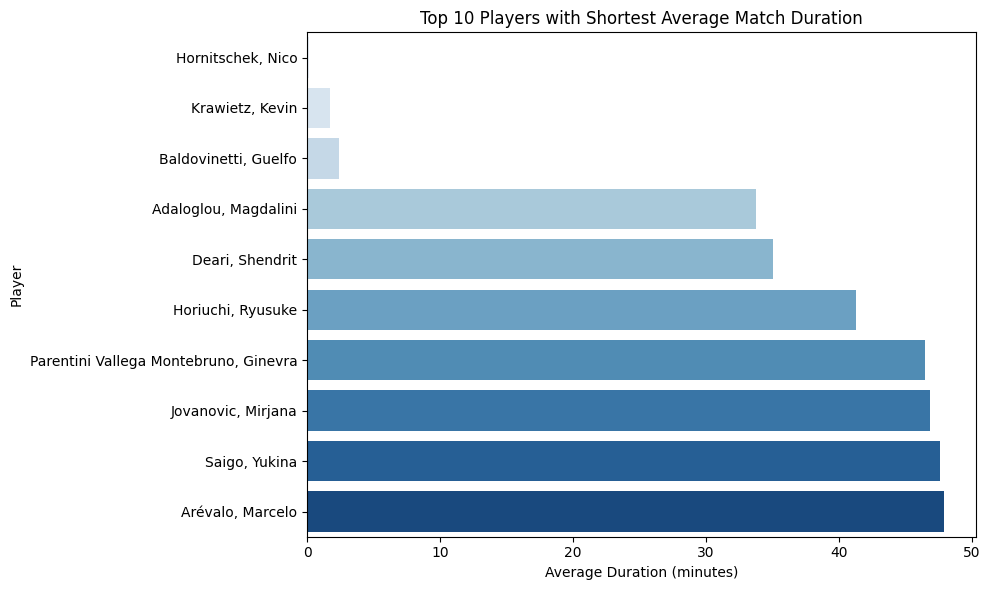 Top 10 Players with Shortest Average Match Duration
Player
Hornitschek, Nico
Krawietz, Kevin
Baldovinetti, Guelfo
Adaloglou, Magdalini
Deari, Shendrit
Horiuchi, Ryusuke
Parentini Vallega Montebruno, Ginevra
Jovanovic, Mirjana
Saigo, Yukina
Arévalo, Marcelo
0 10 20 30 40 50
Average Duration (minutes)